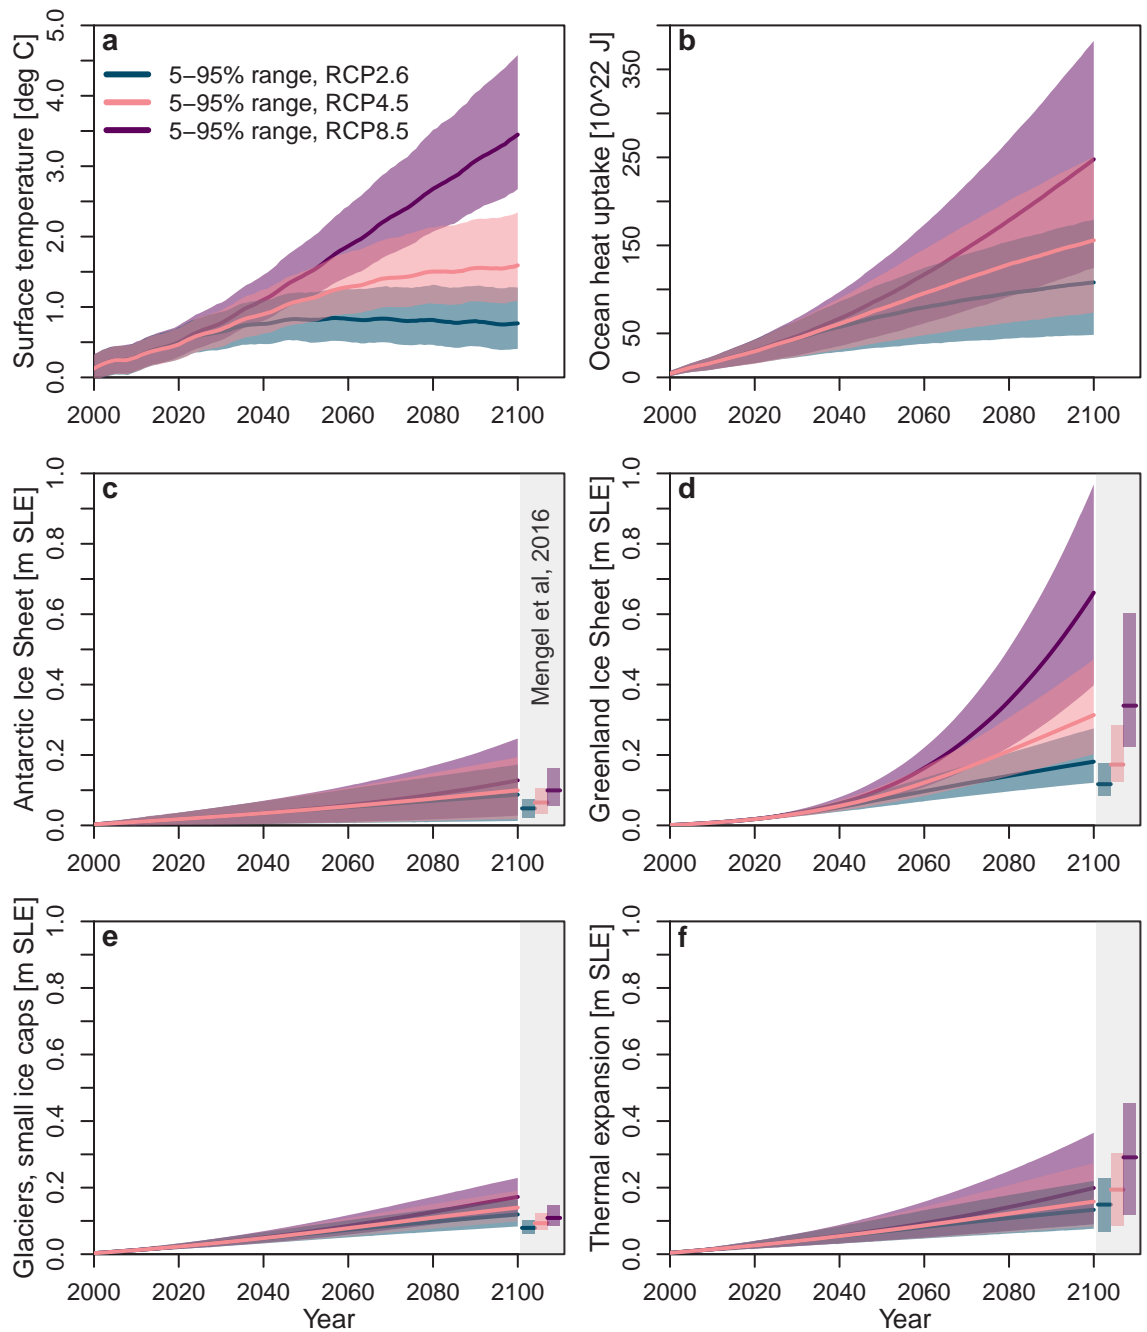 a
5–95% range, RCP2.6
5–95% range, RCP4.5
5–95% range, RCP8.5
Surface temperature [deg C]
0.0 1.0 2.0 3.0 4.0 5.0
2000 2020 2040 2060 2080 2100
b
Ocean heat uptake [10^22 J]
0 50 150 250 350
2000 2020 2040 2060 2080 2100
c
Mengel et al, 2016
Antarctic Ice Sheet [m SLE]
0.0 0.2 0.4 0.6 0.8 1.0
2000 2020 2040 2060 2080 2100
d
Greenland Ice Sheet [m SLE]
0.0 0.2 0.4 0.6 0.8 1.0
2000 2020 2040 2060 2080 2100
e
Glaciers, small ice caps [m SLE]
0.0 0.2 0.4 0.6 0.8 1.0
2000 2020 2040 2060 2080 2100
Year
f
Thermal expansion [m SLE]
0.0 0.2 0.4 0.6 0.8 1.0
2000 2020 2040 2060 2080 2100
Year